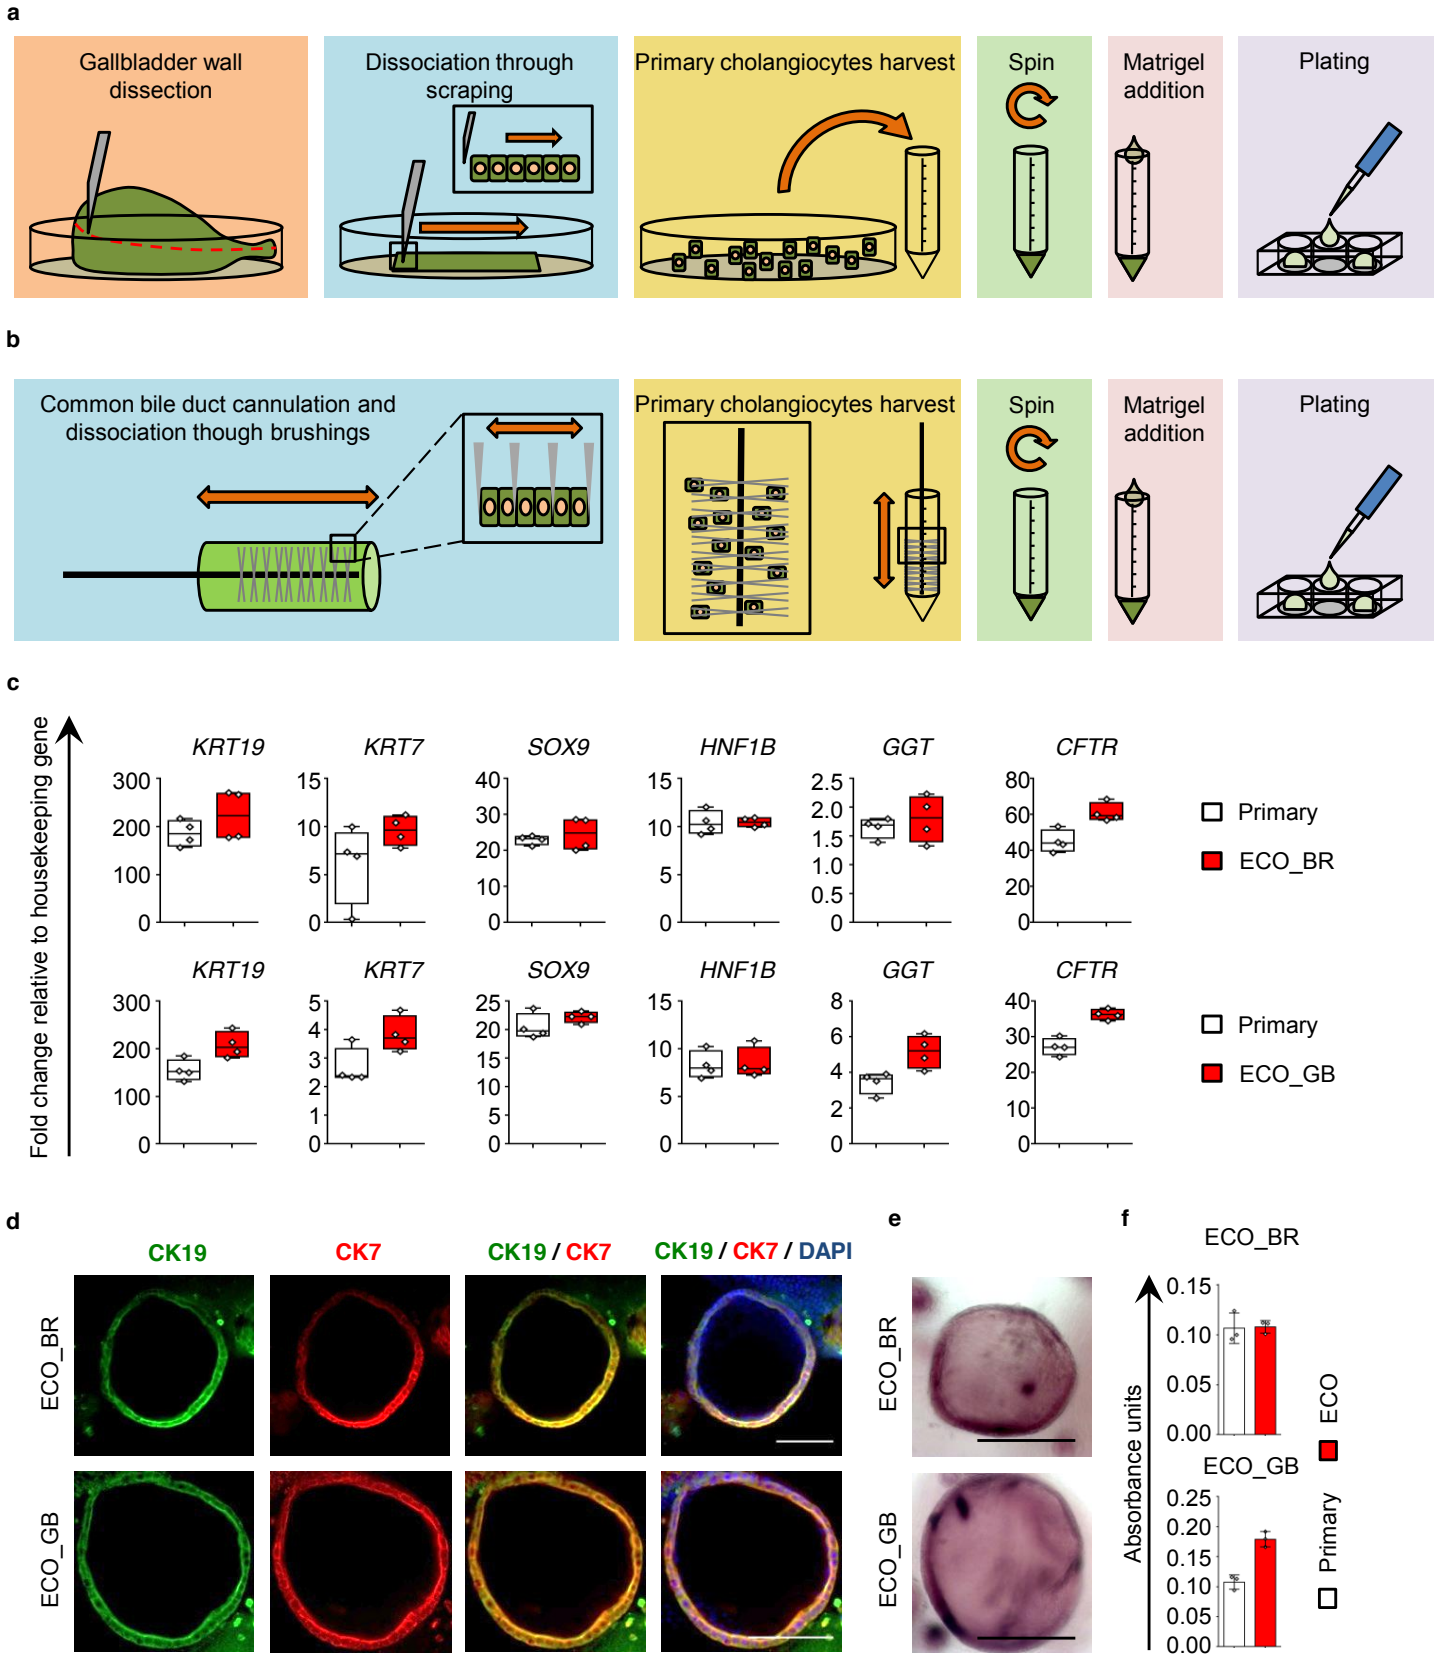 a
Gallbladder wall
dissection
Dissociation through
scraping
Primary cholangiocytes harvest
Spin
Matrigel
addition
Plating
b
Common bile duct cannulation and
dissociation though brushings
Primary cholangiocytes harvest
Spin
Matrigel
addition
Plating
c
Fold change relative to housekeeping gene
KRT19
300
200
100
0
KRT7
15
10
5
0
SOX9
40
30
20
10
0
HNF1B
15
10
5
0
GGT
2.5
2.0
1.5
1.0
0.5
0
CFTR
80
60
40
20
0
Primary
ECO_BR
KRT19
300
200
100
0
KRT7
5
4
3
2
1
0
SOX9
25
20
15
10
5
0
HNF1B
15
10
5
0
GGT
8
6
4
2
0
CFTR
40
30
20
10
0
Primary
ECO_GB
d
CK19
CK7
CK19 / CK7
CK19 / CK7 / DAPI
ECO_BR
ECO_GB
e
ECO_BR
ECO_GB
f
Absorbance units
ECO_BR
0.15
0.10
0.05
0.00
ECO_GB
0.25
0.20
0.15
0.10
0.05
0.00
Primary
ECO